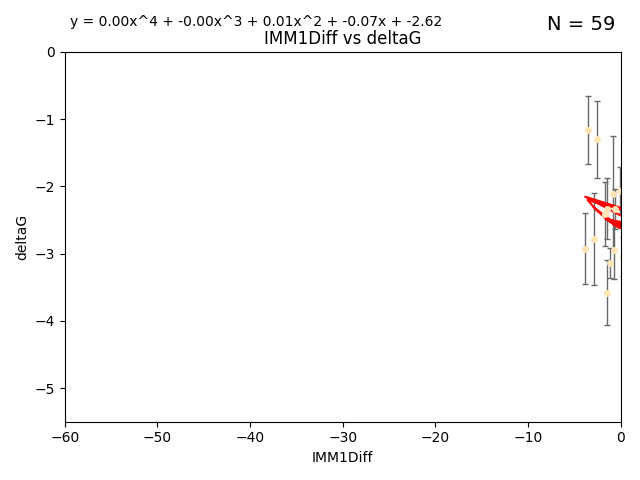 y = 0.00x^4 + -0.00x^3 + 0.01x^2 + -0.07x + -2.62
N = 59
IMM1Diff vs deltaG
0
−1
−2
−3
−4
−5
deltaG
−60
−50
−40
−30
−20
−10
0
IMM1Diff